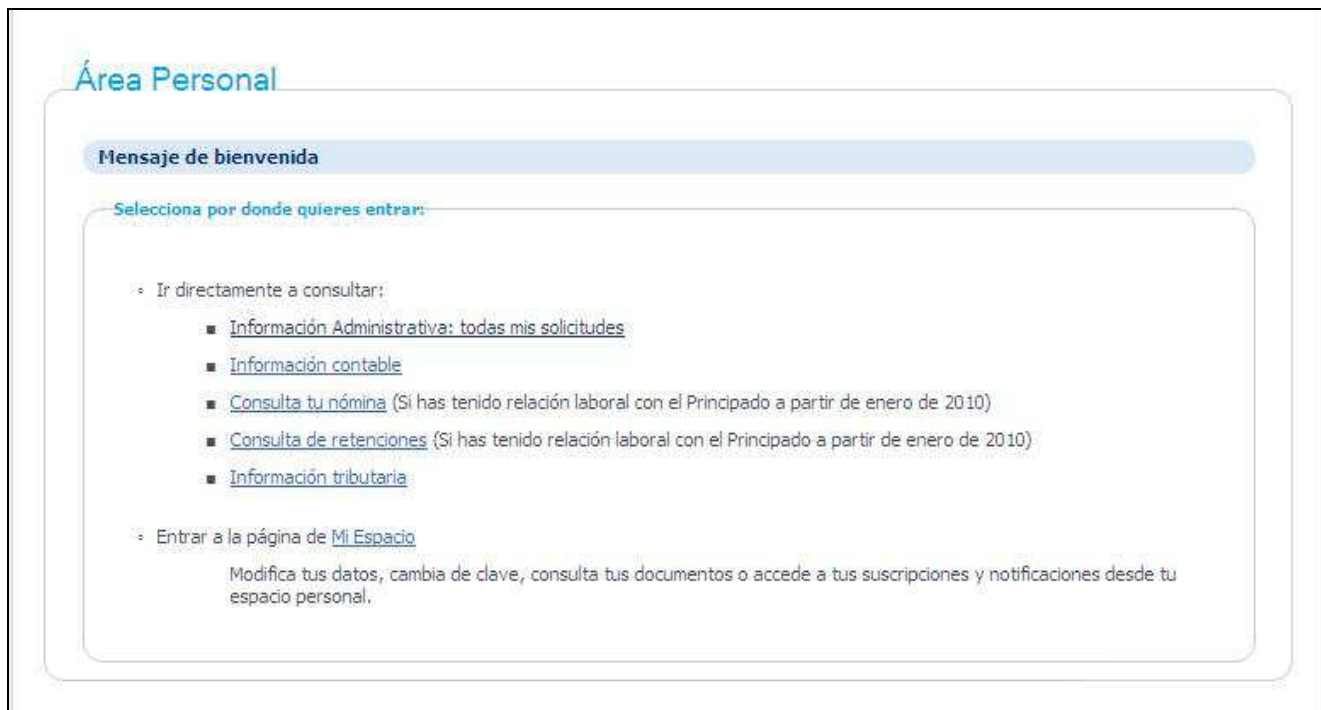 Área Personal
Mensaje de bienvenida
Selecciona por donde quieres entrar:
Ir directamente a consultar:
Información Administrativa: todas mis solicitudes
Información contable
Consulta tu nómina (Si has tenido relación laboral con el Principado a partir de enero de 2010)
Consulta de retenciones (Si has tenido relación laboral con el Principado a partir de enero de 2010)
Información tributaria
Entrar a la página de Mi Espacio
Modifica tus datos, cambia de clave, consulta tus documentos o accede a tus suscripciones y notificaciones desde tu
espacio personal.